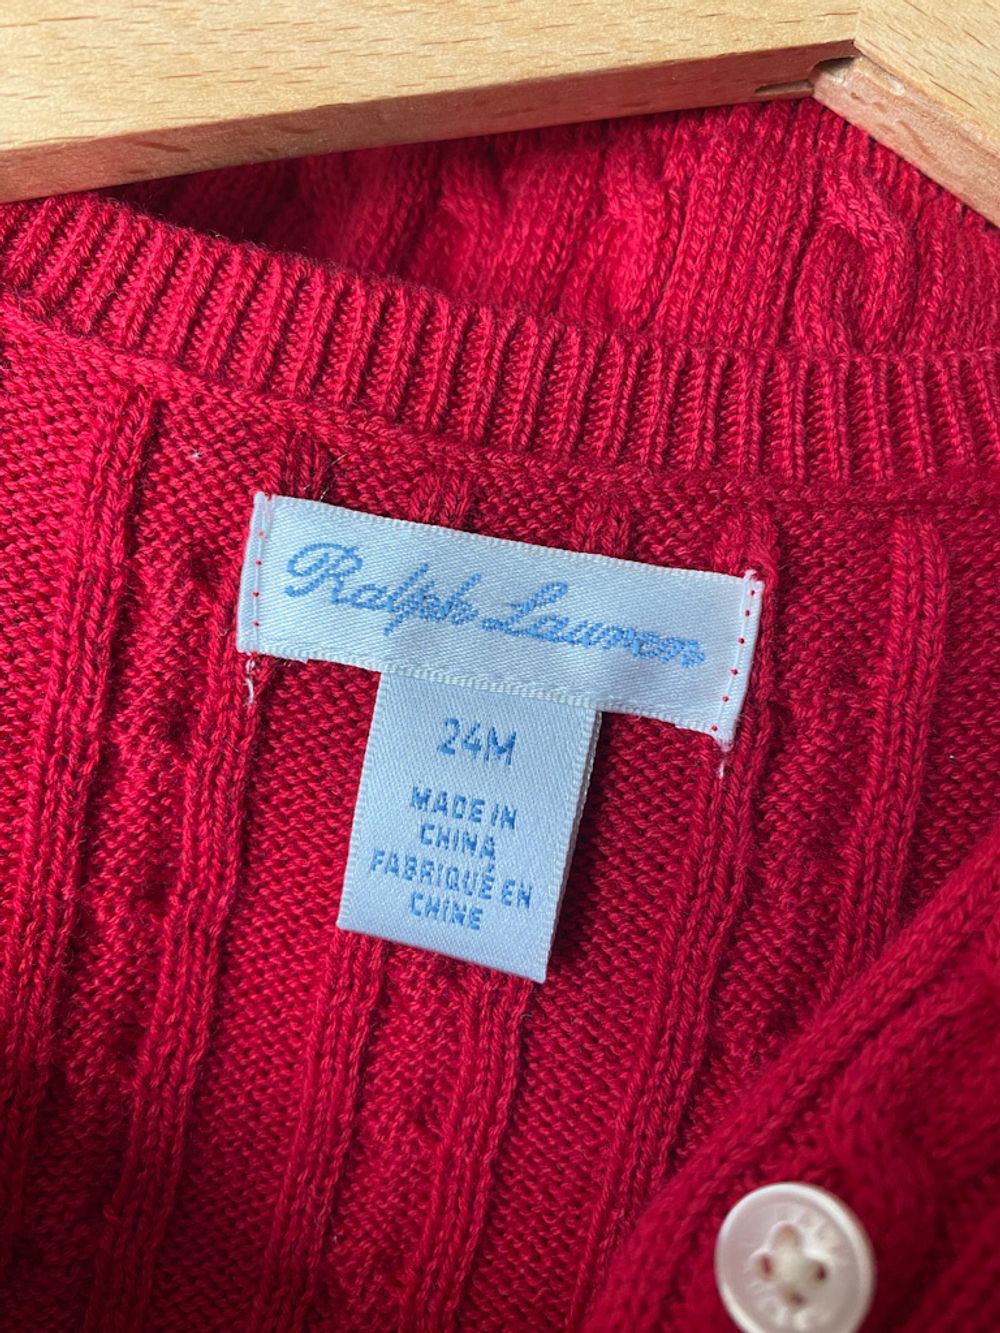 Ralph Lauren
24M
MADE IN
CHINA
FABRIQUÉ EN
CHINE